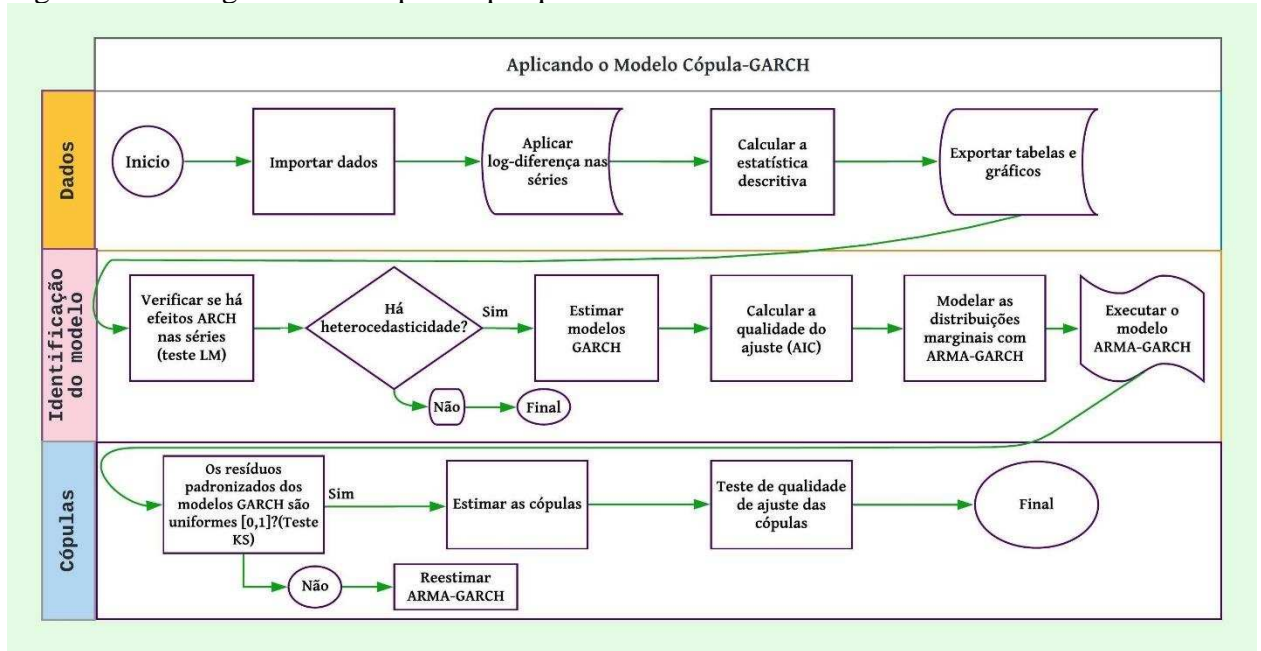 Aplicando o Modelo Cópula-GARCH
Dados
Inicio
Importar dados
Aplicar
log-diferença nas
séries
Calcular a
estatística
descritiva
Exportar tabelas e
gráficos
Identificação
do modelo
Verificar se há
efeitos ARCH
nas séries
(teste LM)
Há
heterocedasticidade?
Sim
Não
Final
Estimar
modelos
GARCH
Calcular a
qualidade do
ajuste (AIC)
Modelar as
distribuições
marginais com
ARMA-GARCH
Executar o
modelo
ARMA-GARCH
Cópulas
Os resíduos
padronizados dos
modelos GARCH são
uniformes [0,1]?(Teste
KS)
Sim
Não
Reestimar
ARMA-GARCH
Estimar as cópulas
Teste de qualidade
de ajuste das
cópulas
Final